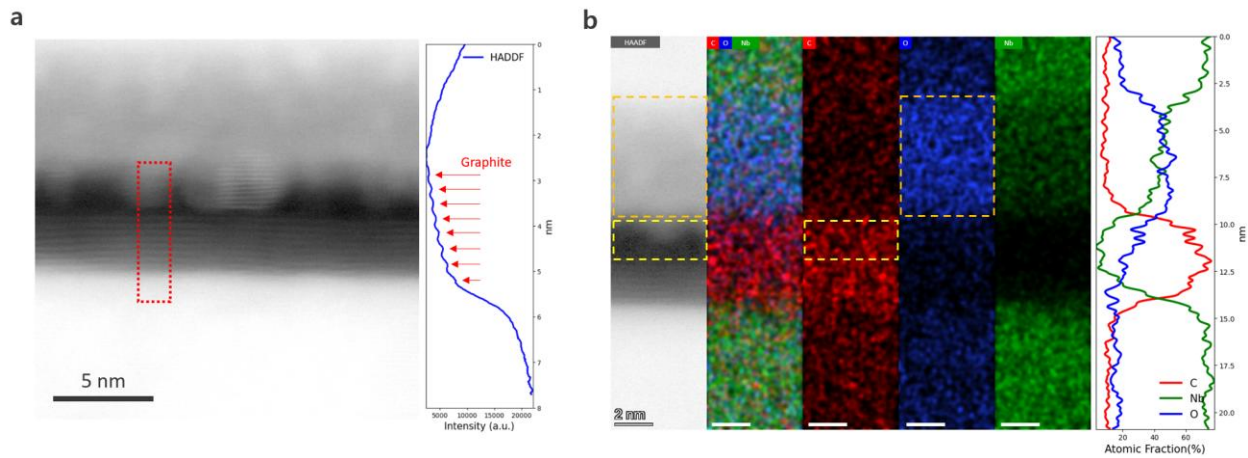 a
HADDF
Graphite
5 nm
0
1
2
3
4
5
6
7
8
nm
5000 10000 15000 20000
Intensity (a.u.)
b
HAADF
C O Nb
C
O
Nb
2 nm
0.0
2.5
5.0
7.5
10.0
12.5
15.0
17.5
20.0
nm
C
Nb
O
20 40 60
Atomic Fraction(%)